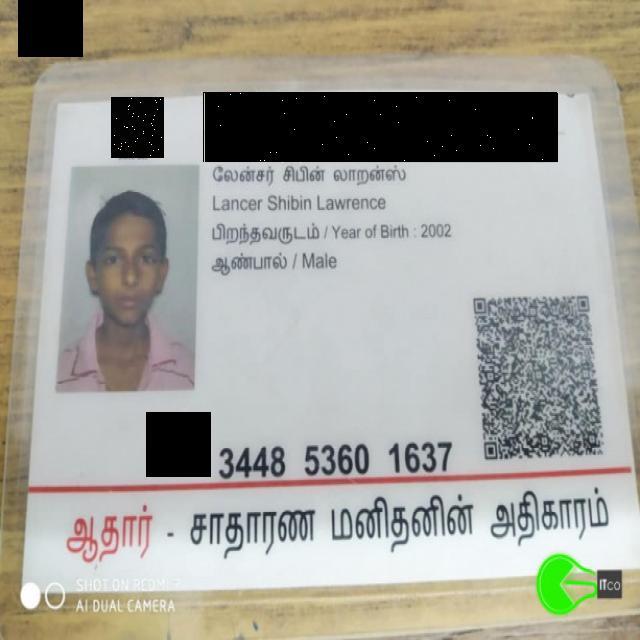 லேன்சர் சிபின் லாறன்ஸ்
Lancer Shibin Lawrence
பிறந்தவருடம் / Year of Birth : 2002
ஆண்பால் / Male
3448 5360 1637
ஆதார் - சாதாரண மனிதனின் அதிகாரம்
SHOT ON REDMI 7
AI DUAL CAMERA
ITco